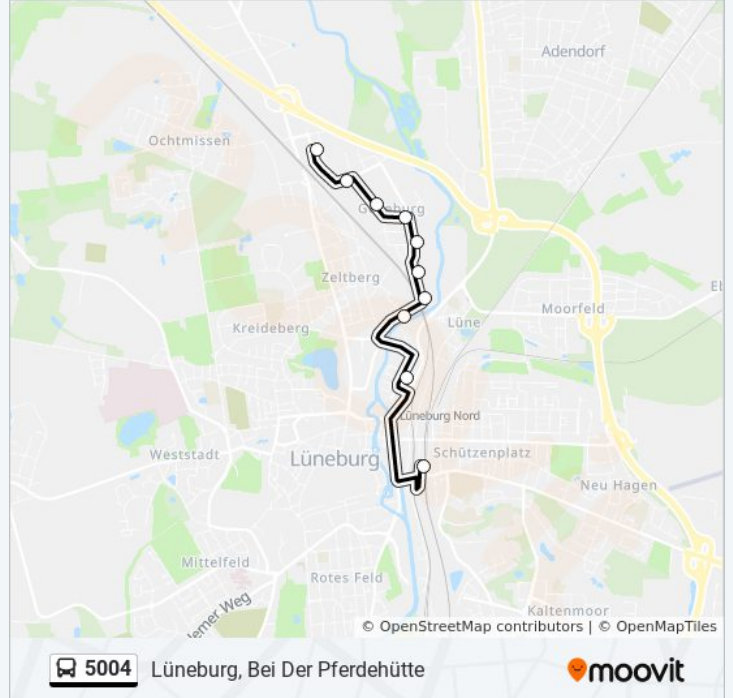 Adendorf
Ochtmissen
Zeltberg
Moorfeld
Kreideberg
Lüne
Lüneburg Nord
Weststadt
Lüneburg
Schützenplatz
Neu Hagen
Mittelfeld
Rotes Feld
Kaltenmoor
© OpenStreetMap contributors | © OpenMapTiles
5004 Lüneburg, Bei Der Pferdehütte
moovit